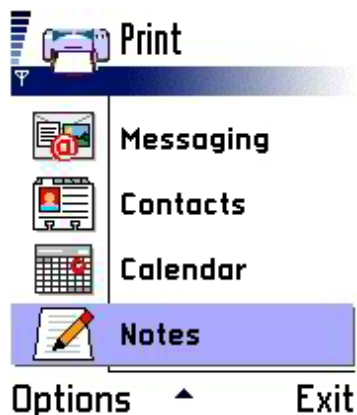 Print
Messaging
Contacts
Calendar
Notes
Options Exit